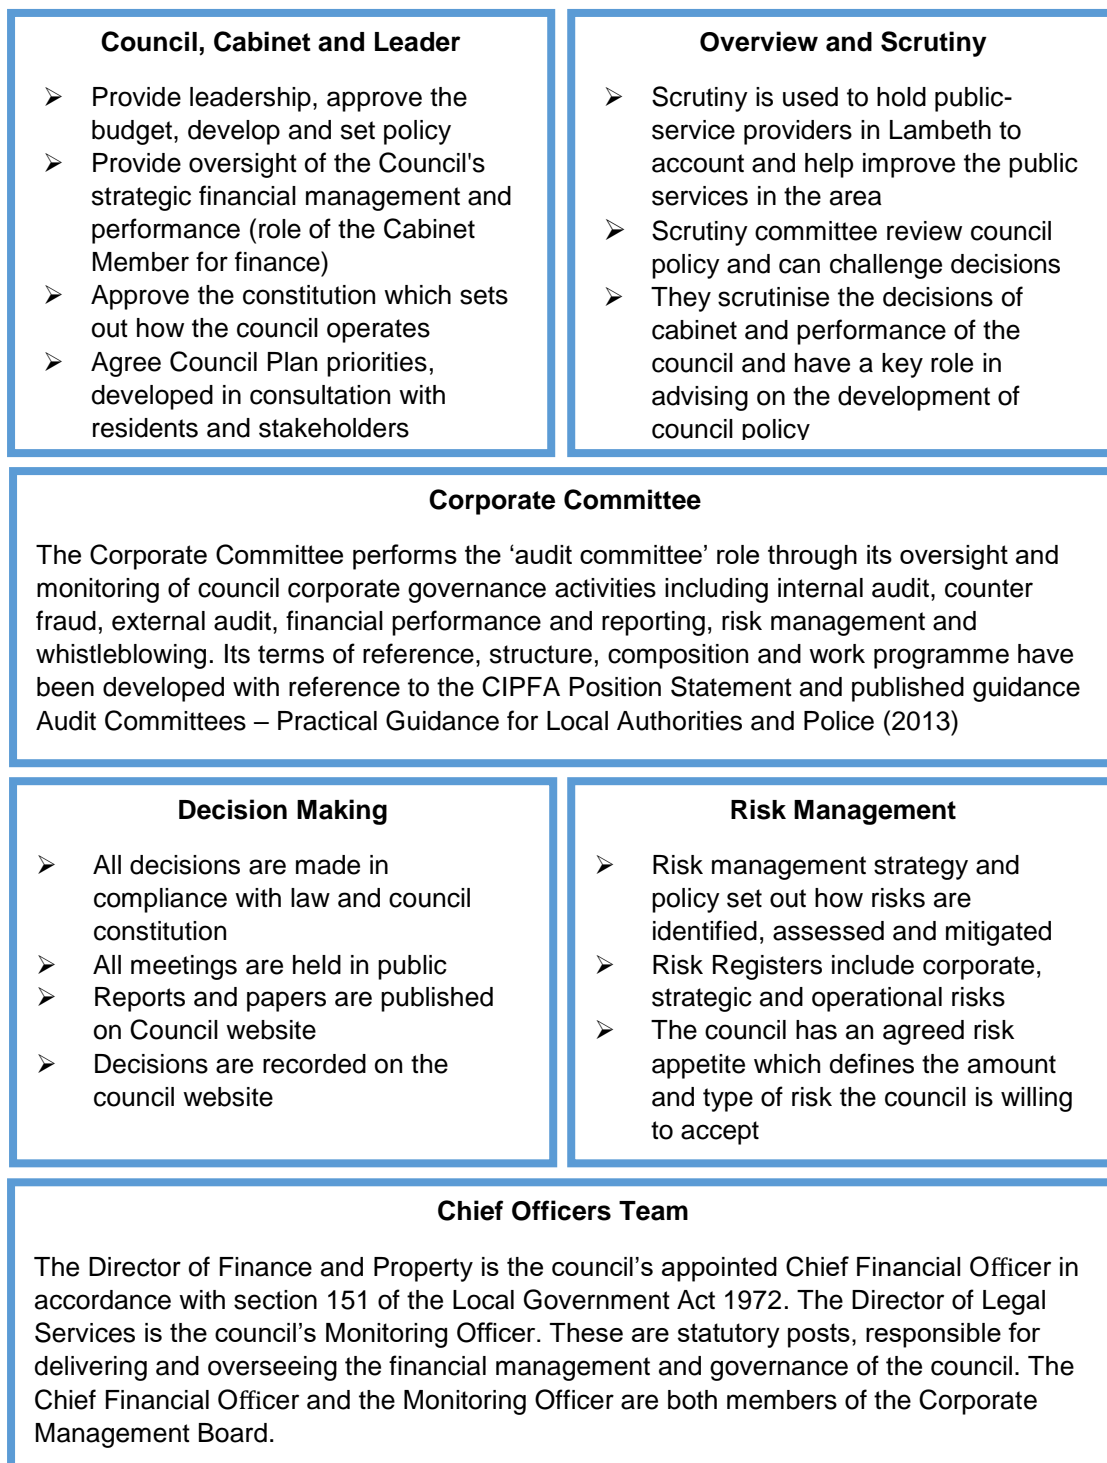 Council, Cabinet and Leader
➢ Provide leadership, approve the
budget, develop and set policy
➢ Provide oversight of the Council's
strategic financial management and
performance (role of the Cabinet
Member for finance)
➢ Approve the constitution which sets
out how the council operates
➢ Agree Council Plan priorities,
developed in consultation with
residents and stakeholders
Overview and Scrutiny
➢ Scrutiny is used to hold public-
service providers in Lambeth to
account and help improve the public
services in the area
➢ Scrutiny committee review council
policy and can challenge decisions
➢ They scrutinise the decisions of
cabinet and performance of the
council and have a key role in
advising on the development of
council policy
Corporate Committee
The Corporate Committee performs the ‘audit committee’ role through its oversight and
monitoring of council corporate governance activities including internal audit, counter
fraud, external audit, financial performance and reporting, risk management and
whistleblowing. Its terms of reference, structure, composition and work programme have
been developed with reference to the CIPFA Position Statement and published guidance
Audit Committees – Practical Guidance for Local Authorities and Police (2013)
Decision Making
➢ All decisions are made in
compliance with law and council
constitution
➢ All meetings are held in public
➢ Reports and papers are published
on Council website
➢ Decisions are recorded on the
council website
Risk Management
➢ Risk management strategy and
policy set out how risks are
identified, assessed and mitigated
➢ Risk Registers include corporate,
strategic and operational risks
➢ The council has an agreed risk
appetite which defines the amount
and type of risk the council is willing
to accept
Chief Officers Team
The Director of Finance and Property is the council’s appointed Chief Financial Officer in
accordance with section 151 of the Local Government Act 1972. The Director of Legal
Services is the council’s Monitoring Officer. These are statutory posts, responsible for
delivering and overseeing the financial management and governance of the council. The
Chief Financial Officer and the Monitoring Officer are both members of the Corporate
Management Board.